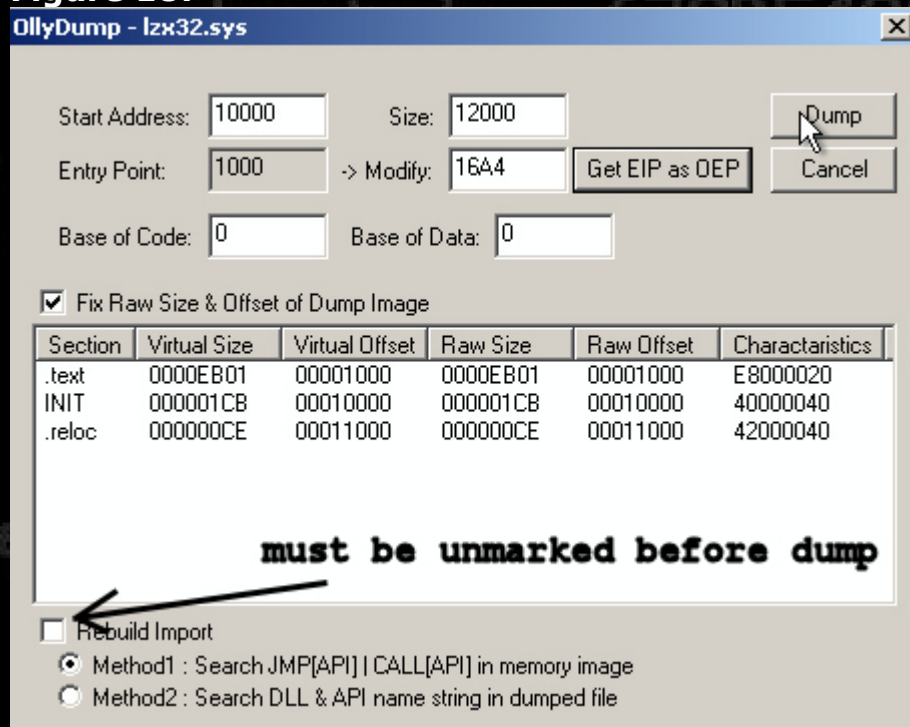 OllyDump - lzx32.sys
Start Address: 10000 Size: 12000 Dump
Entry Point: 1000 -> Modify: 16A4 Get EIP as OEP Cancel
Base of Code: 0 Base of Data: 0
Fix Raw Size & Offset of Dump Image
Section Virtual Size Virtual Offset Raw Size Raw Offset Charactaristics
.text 0000EB01 00001000 0000EB01 00001000 E8000020
INIT 000001CB 00010000 000001CB 00010000 40000040
.reloc 000000CE 00011000 000000CE 00011000 42000040
must be unmarked before dump
Rebuild Import
Method1 : Search JMP[API] | CALL[API] in memory image
Method2 : Search DLL & API name string in dumped file